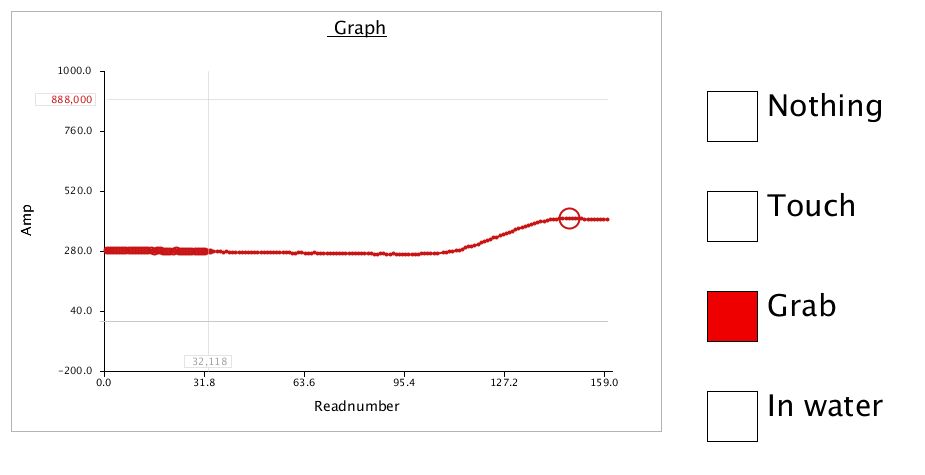 Graph
1000.0
888,000
760.0
520.0
Amp
280.0
40.0
-200.0
32,118
0.0 31.8 63.6 95.4 127.2 159.0
Readnumber
Nothing
Touch
Grab
In water